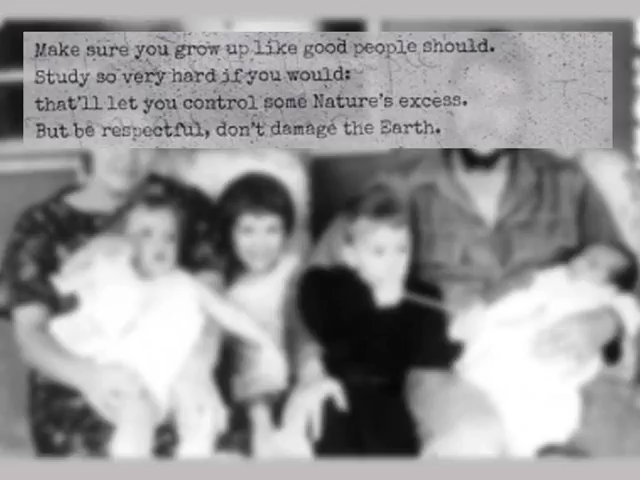 Make sure you grow up like good people should.
Study so very hard if you would:
that'll let you control some Nature's excess.
But be respectful, don't damage the Earth.